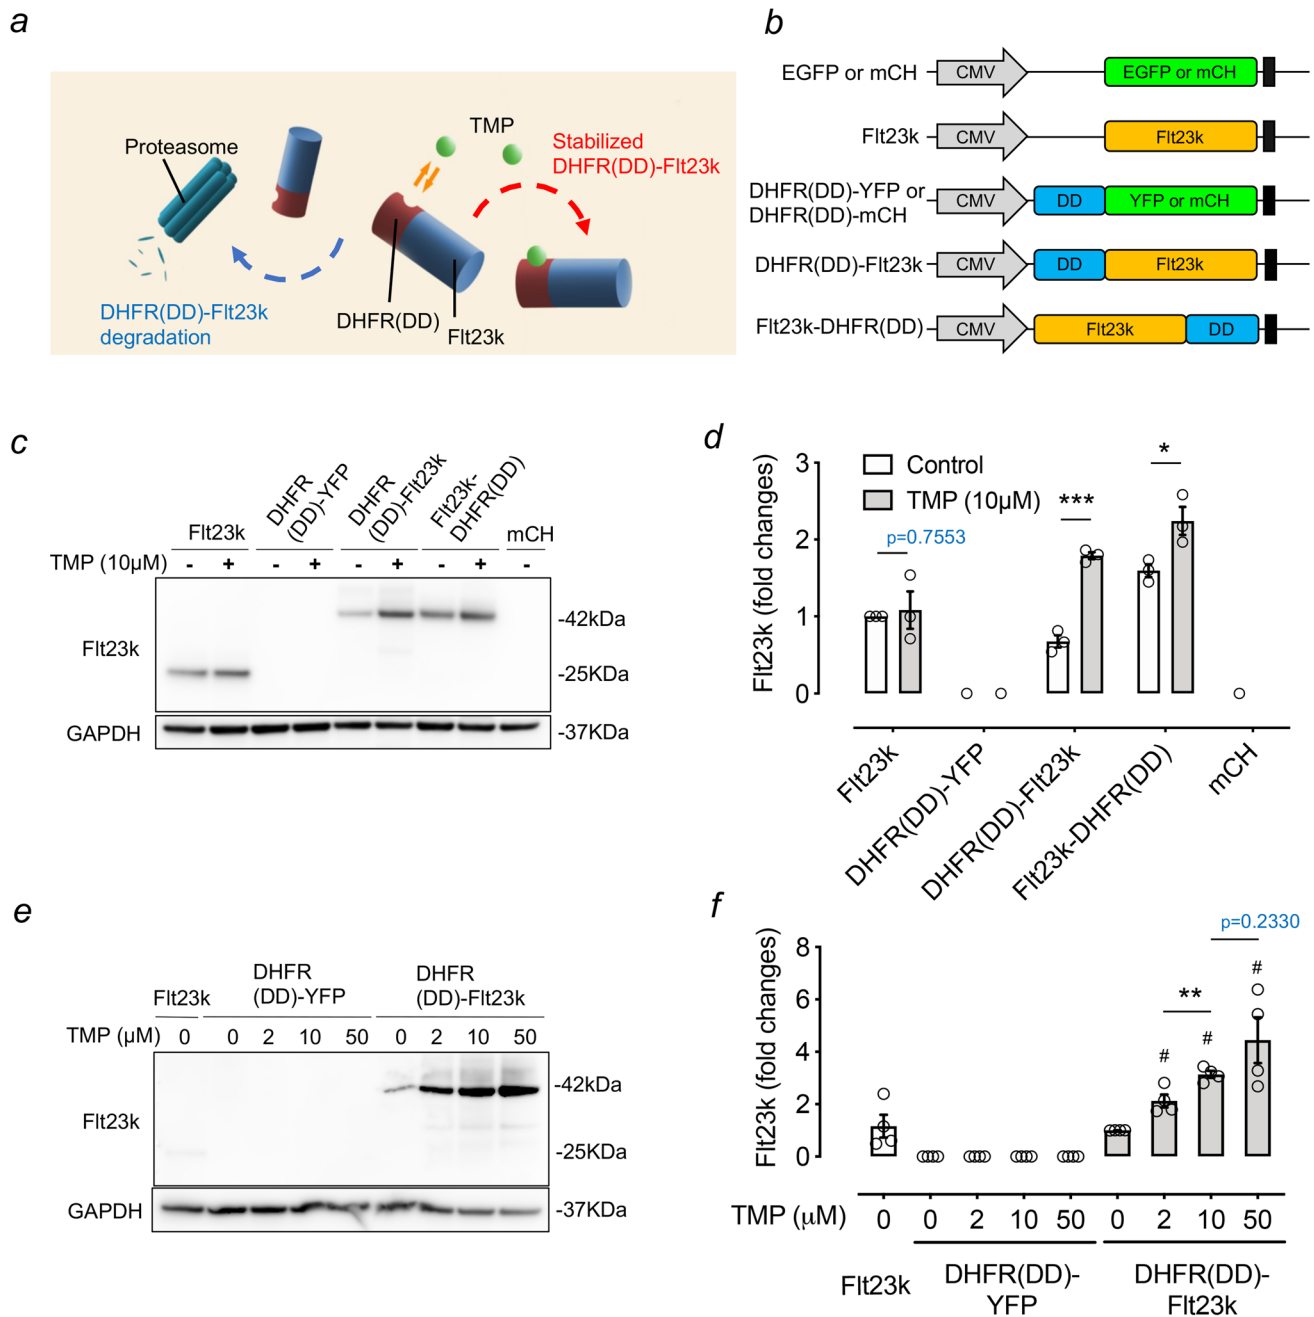 a
Proteasome
TMP
Stabilized
DHFR(DD)-Flt23k
DHFR(DD)-Flt23k
degradation
DHFR(DD)
Flt23k
b
EGFP or mCH
CMV
EGFP or mCH
Flt23k
CMV
Flt23k
DHFR(DD)-YFP or
DHFR(DD)-mCH
CMV
DD
YFP or mCH
DHFR(DD)-Flt23k
CMV
DD
Flt23k
Flt23k-DHFR(DD)
CMV
Flt23k
DD
c
Flt23k
DHFR
(DD)-YFP
DHFR
(DD)-Flt23k
Flt23k-
DHFR(DD)
mCH
TMP (10μM) - + - + - + - + -
Flt23k
-42kDa
-25KDa
GAPDH
-37KDa
d
Flt23k (fold changes)
3
2
1
0
Control
TMP (10μM)
p=0.7553
***
*
Flt23k
DHFR(DD)-YFP
DHFR(DD)-Flt23k
Flt23k-DHFR(DD)
mCH
e
Flt23k
DHFR
(DD)-YFP
DHFR
(DD)-Flt23k
TMP (μM) 0 0 2 10 50 0 2 10 50
Flt23k
-42kDa
-25KDa
GAPDH
-37KDa
f
Flt23k (fold changes)
8
6
4
2
0
p=0.2330
**
#
#
#
TMP (μM) 0 0 2 10 50 0 2 10 50
Flt23k
DHFR(DD)-
YFP
DHFR(DD)-
Flt23k